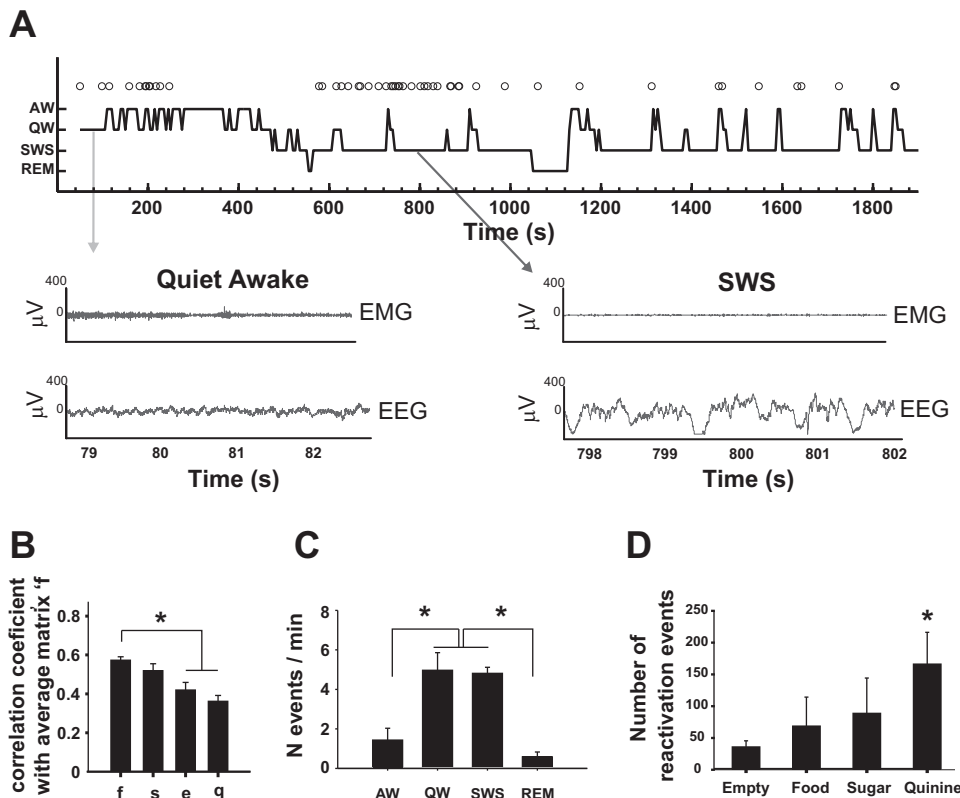 A
AW
QW
SWS
REM
200 400 600 800 1000 1200 1400 1600 1800
Time (s)
Quiet Awake
400
0
µV
EMG
400
0
µV
EEG
79 80 81 82
Time (s)
SWS
400
0
µV
EMG
400
0
µV
EEG
798 799 800 801 802
Time (s)
B
correlation coeficient
with average matrix 'f
0.8
0.6
0.4
0.2
0
*
f s e q
C
N events / min
8
6
4
2
0
* *
AW QW SWS REM
D
Number of
reactivation events
250
200
150
100
50
0
*
Empty Food Sugar Quinine